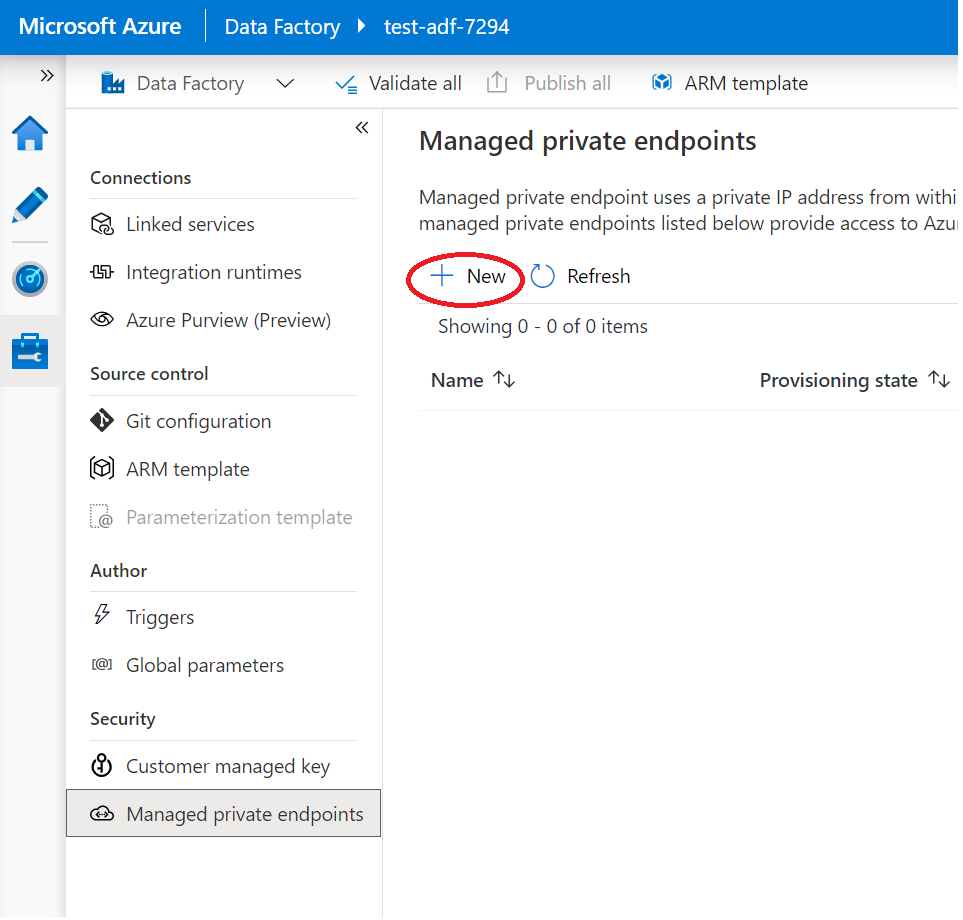 Microsoft Azure Data Factory test-adf-7294
Data Factory Validate all Publish all ARM template
Connections
Linked services
Integration runtimes
Azure Purview (Preview)
Source control
Git configuration
ARM template
Parameterization template
Author
Triggers
Global parameters
Security
Customer managed key
Managed private endpoints
Managed private endpoints
Managed private endpoint uses a private IP address from withi
managed private endpoints listed below provide access to Azu
New Refresh
Showing 0 - 0 of 0 items
Name Provisioning state